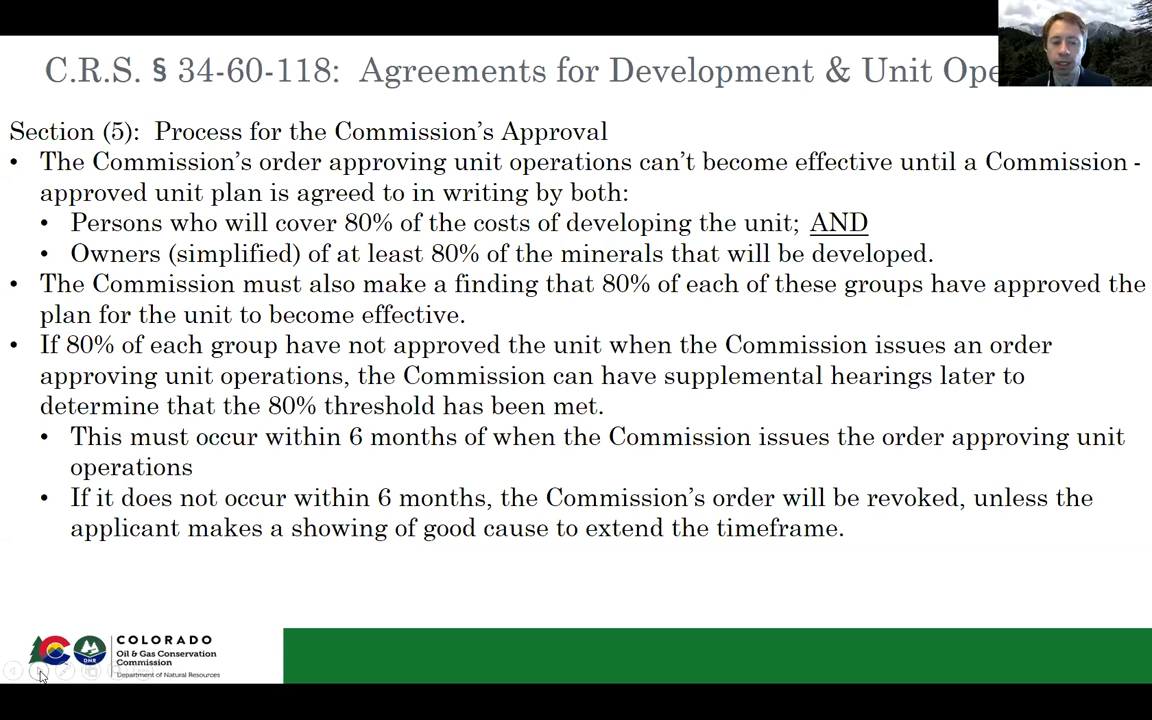 C.R.S. § 34-60-118: Agreements for Development & Unit Ope
Section (5): Process for the Commission's Approval
• The Commission's order approving unit operations can't become effective until a Commission -
approved unit plan is agreed to in writing by both:
• Persons who will cover 80% of the costs of developing the unit; AND
• Owners (simplified) of at least 80% of the minerals that will be developed.
• The Commission must also make a finding that 80% of each of these groups have approved the
plan for the unit to become effective.
• If 80% of each group have not approved the unit when the Commission issues an order
approving unit operations, the Commission can have supplemental hearings later to
determine that the 80% threshold has been met.
• This must occur within 6 months of when the Commission issues the order approving unit
operations
• If it does not occur within 6 months, the Commission's order will be revoked, unless the
applicant makes a showing of good cause to extend the timeframe.
DNR
COLORADO
Oil & Gas Conservation
Commission
Department of Natural Resources